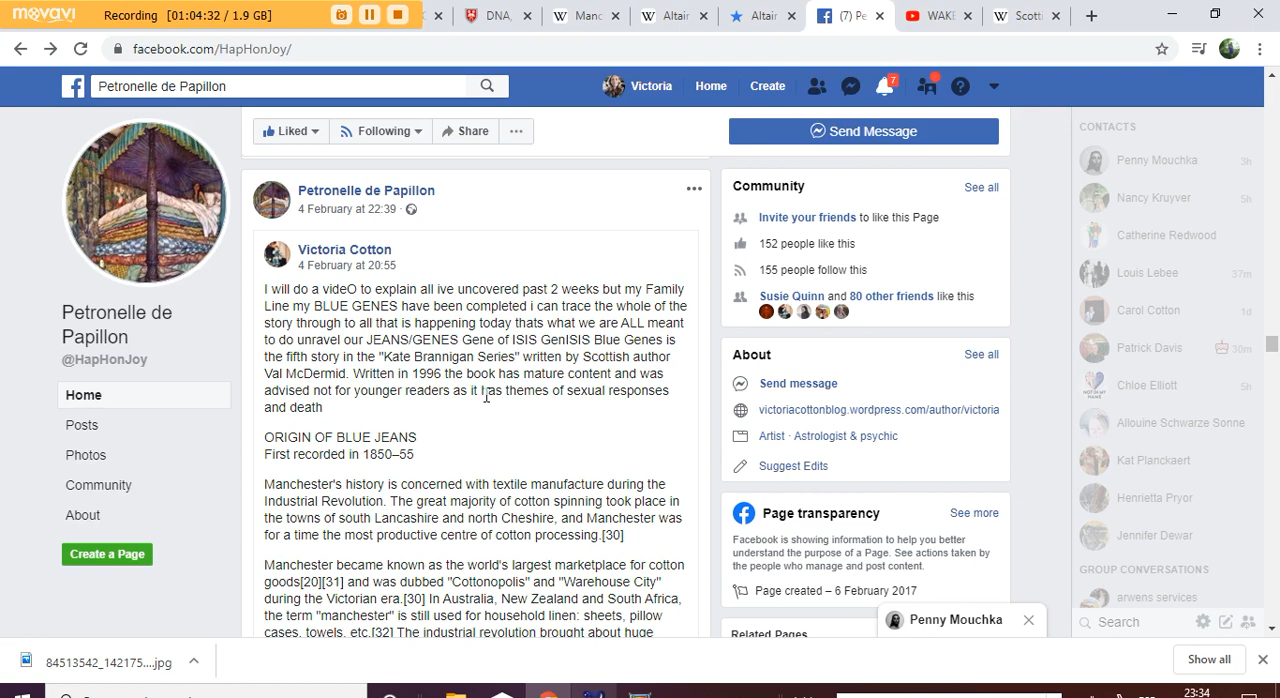 movavi
Recording [01:04:32 / 1.9 GB]
DNA,
Manc
Altair
Altair
(7) Pe
WAKE
Scotti
facebook.com/HapHonJoy/
Petronelle de Papillon
Victoria
Home
Create
7
Liked
Following
Share
Send Message
Petronelle de Papillon
@HapHonJoy
Home
Posts
Photos
Community
About
Create a Page
Petronelle de Papillon
4 February at 22:39
Victoria Cotton
4 February at 20:55
I will do a videO to explain all ive uncovered past 2 weeks but my Family
Line my BLUE GENES have been completed i can trace the whole of the
story through to all that is happening today thats what we are ALL meant
to do unravel our JEANS/GENES Gene of ISIS GenISIS Blue Genes is
the fifth story in the "Kate Brannigan Series" written by Scottish author
Val McDermid. Written in 1996 the book has mature content and was
advised not for younger readers as it has themes of sexual responses
and death
ORIGIN OF BLUE JEANS
First recorded in 1850–55
Manchester's history is concerned with textile manufacture during the
Industrial Revolution. The great majority of cotton spinning took place in
the towns of south Lancashire and north Cheshire, and Manchester was
for a time the most productive centre of cotton processing.[30]
Manchester became known as the world's largest marketplace for cotton
goods[20][31] and was dubbed "Cottonopolis" and "Warehouse City"
during the Victorian era.[30] In Australia, New Zealand and South Africa,
the term "manchester" is still used for household linen: sheets, pillow
cases, towels, etc.[32] The industrial revolution brought about huge
Community
See all
Invite your friends to like this Page
152 people like this
155 people follow this
Susie Quinn and 80 other friends like this
About
See all
Send message
victoriacottonblog.wordpress.com/author/victoria
Artist · Astrologist & psychic
Suggest Edits
Page transparency
See more
Facebook is showing information to help you better
understand the purpose of a Page. See actions taken by
the people who manage and post content.
Page created – 6 February 2017
Related Pages
Penny Mouchka
CONTACTS
Penny Mouchka 3h
Nancy Kruyver 5h
Catherine Redwood
Louis Lebee 37m
Carol Cotton 1d
Patrick Davis 30m
Chloe Elliott 5h
Allouine Schwarze Sonne
Kat Planckaert
Henrietta Pryor
Jennifer Dewar
GROUP CONVERSATIONS
arwens services
Search
84513542_142175....jpg
Show all
23:34